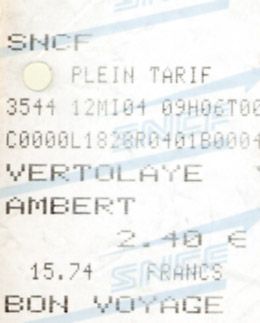 SNCF
PLEIN TARIF
3544 12MI04 09H06T00
C0000L1828R0401B0004
VERTOLAYE
AMBERT
2.40 €
15.74 FRANCS
BON VOYAGE